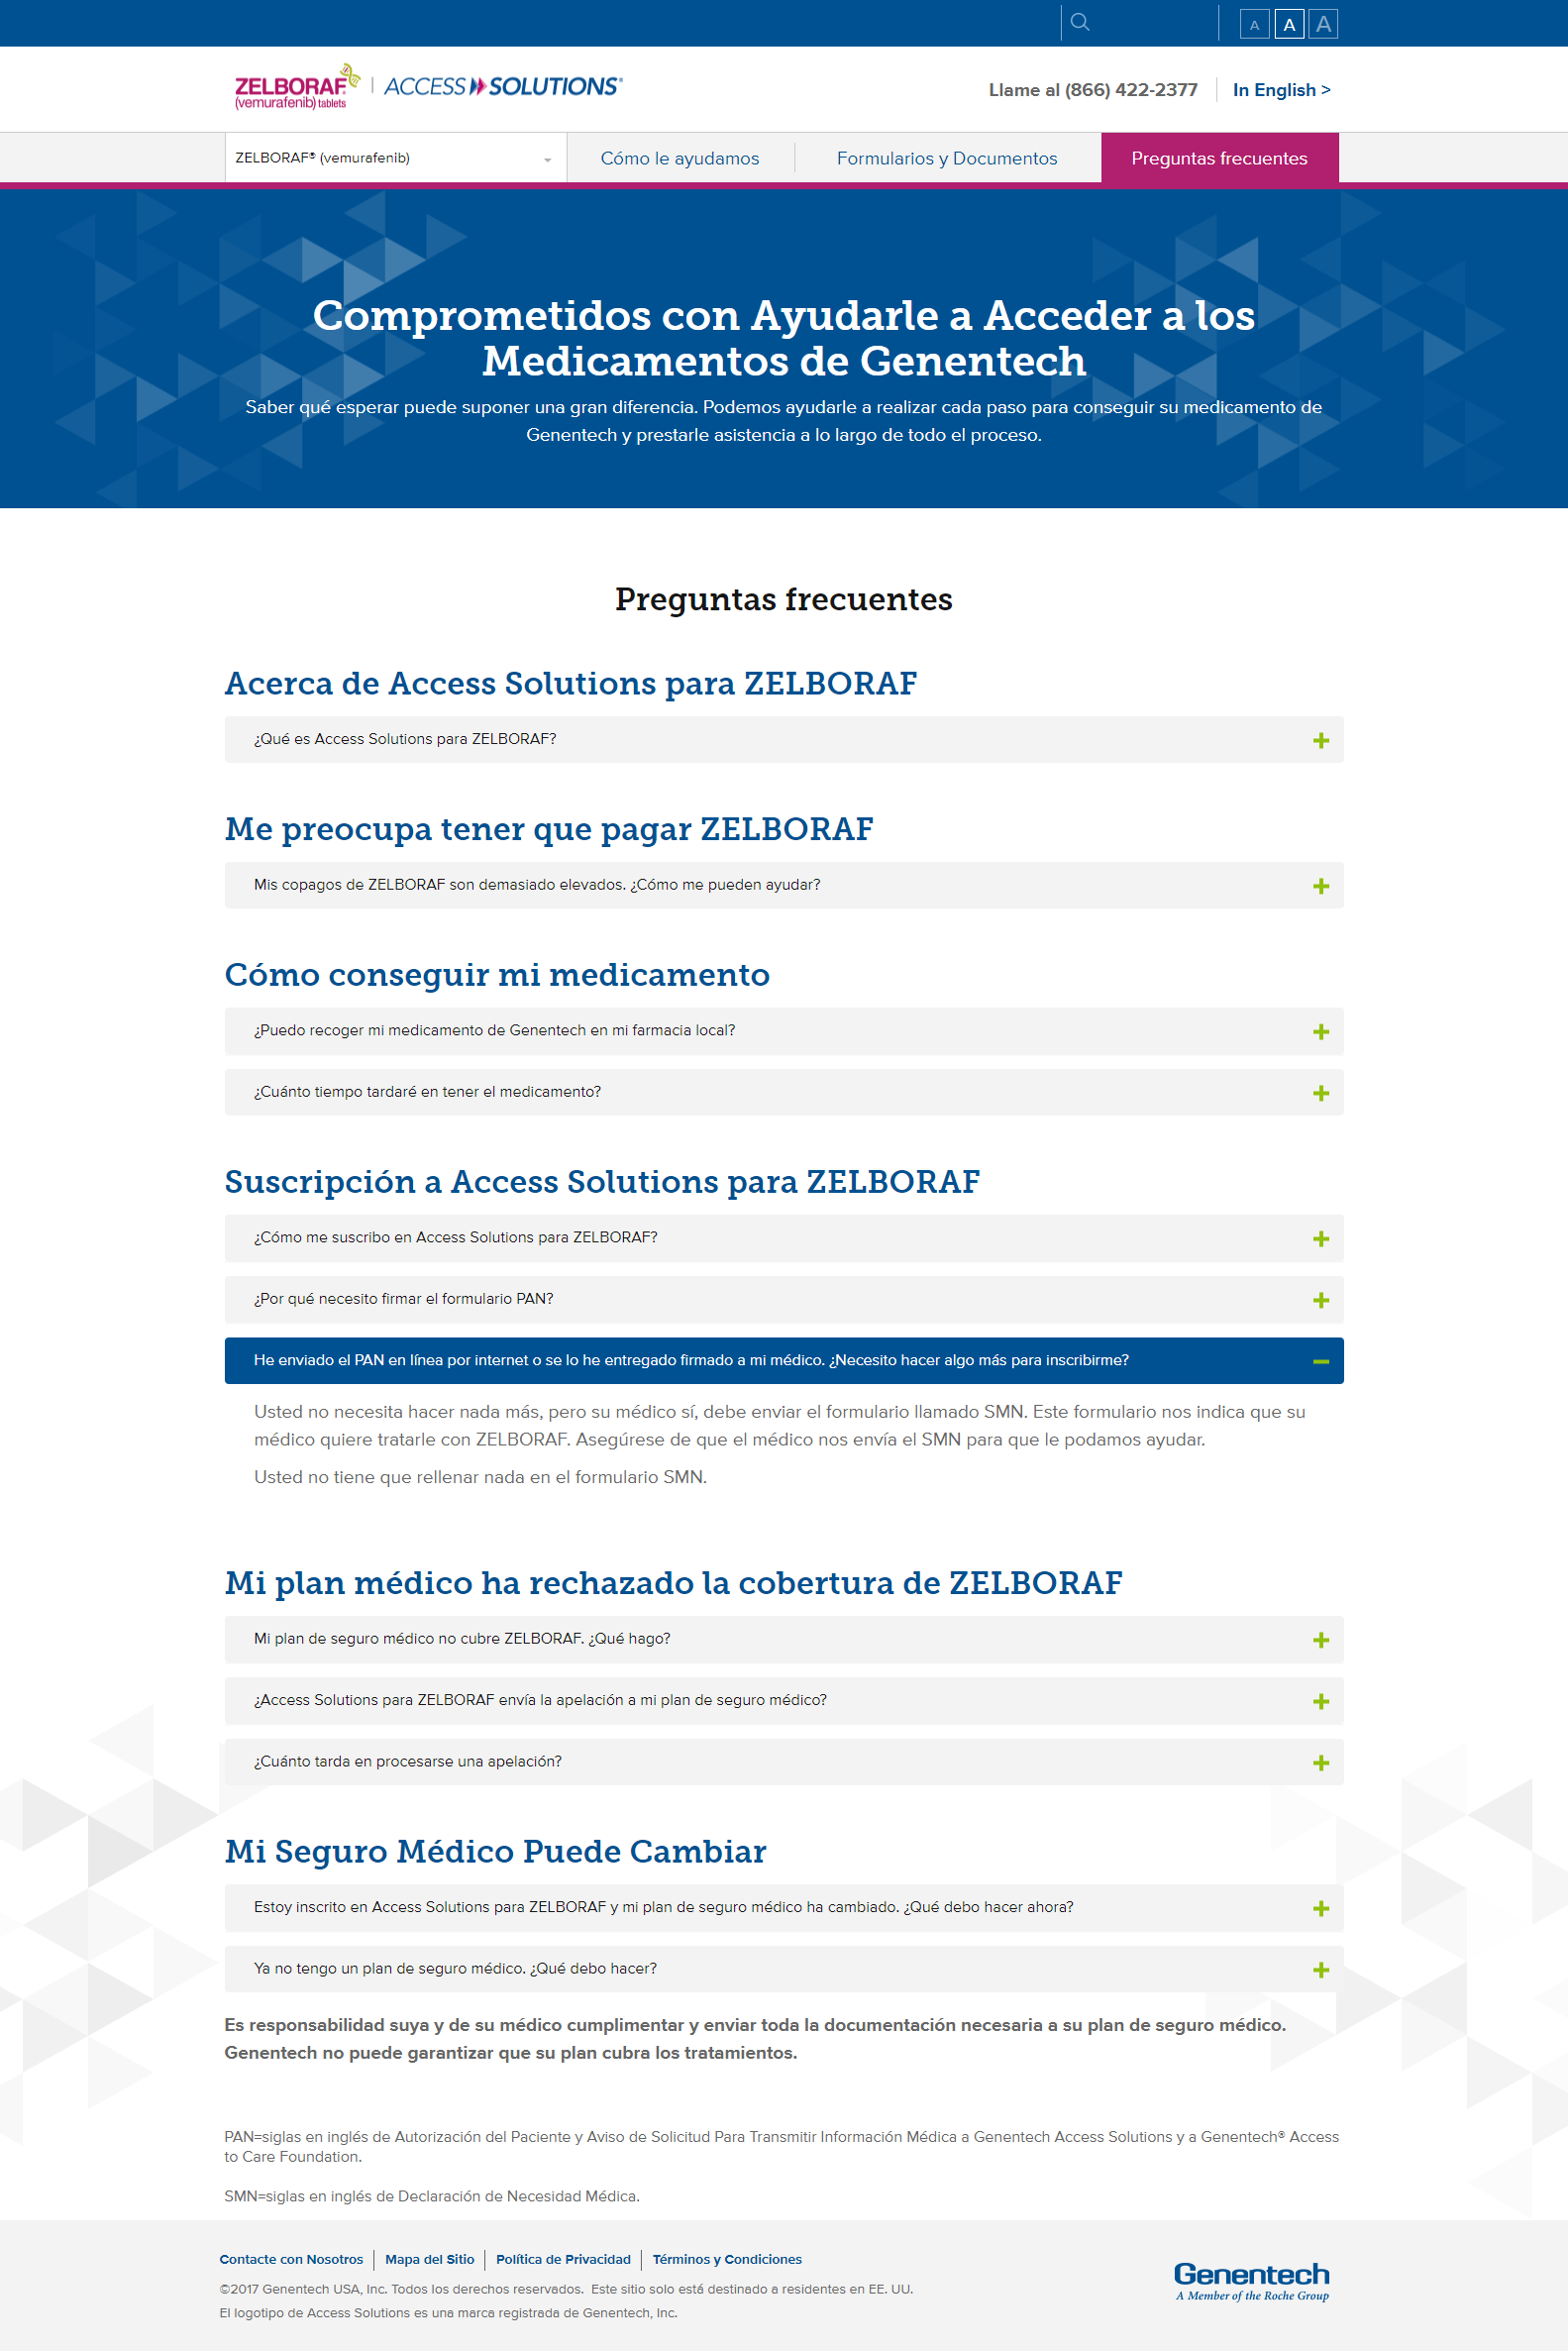 A A A
ZELBORAF®
(vemurafenib) tablets
ACCESS SOLUTIONS®
Llame al (866) 422-2377
In English >
ZELBORAF® (vemurafenib)
Cómo le ayudamos
Formularios y Documentos
Preguntas frecuentes
Comprometidos con Ayudarle a Acceder a los
Medicamentos de Genentech
Saber qué esperar puede suponer una gran diferencia. Podemos ayudarle a realizar cada paso para conseguir su medicamento de
Genentech y prestarle asistencia a lo largo de todo el proceso.
Preguntas frecuentes
Acerca de Access Solutions para ZELBORAF
¿Qué es Access Solutions para ZELBORAF?
Me preocupa tener que pagar ZELBORAF
Mis copagos de ZELBORAF son demasiado elevados. ¿Cómo me pueden ayudar?
Cómo conseguir mi medicamento
¿Puedo recoger mi medicamento de Genentech en mi farmacia local?
¿Cuánto tiempo tardaré en tener el medicamento?
Suscripción a Access Solutions para ZELBORAF
¿Cómo me suscribo en Access Solutions para ZELBORAF?
¿Por qué necesito firmar el formulario PAN?
He enviado el PAN en línea por internet o se lo he entregado firmado a mi médico. ¿Necesito hacer algo más para inscribirme?
Usted no necesita hacer nada más, pero su médico sí, debe enviar el formulario llamado SMN. Este formulario nos indica que su
médico quiere tratarle con ZELBORAF. Asegúrese de que el médico nos envía el SMN para que le podamos ayudar.
Usted no tiene que rellenar nada en el formulario SMN.
Mi plan médico ha rechazado la cobertura de ZELBORAF
Mi plan de seguro médico no cubre ZELBORAF. ¿Qué hago?
¿Access Solutions para ZELBORAF envía la apelación a mi plan de seguro médico?
¿Cuánto tarda en procesarse una apelación?
Mi Seguro Médico Puede Cambiar
Estoy inscrito en Access Solutions para ZELBORAF y mi plan de seguro médico ha cambiado. ¿Qué debo hacer ahora?
Ya no tengo un plan de seguro médico. ¿Qué debo hacer?
Es responsabilidad suya y de su médico cumplimentar y enviar toda la documentación necesaria a su plan de seguro médico.
Genentech no puede garantizar que su plan cubra los tratamientos.
PAN=siglas en inglés de Autorización del Paciente y Aviso de Solicitud Para Transmitir Información Médica a Genentech Access Solutions y a Genentech® Access
to Care Foundation.
SMN=siglas en inglés de Declaración de Necesidad Médica.
Contacte con Nosotros
Mapa del Sitio
Política de Privacidad
Términos y Condiciones
©2017 Genentech USA, Inc. Todos los derechos reservados. Este sitio solo está destinado a residentes en EE. UU.
El logotipo de Access Solutions es una marca registrada de Genentech, Inc.
Genentech
A Member of the Roche Group